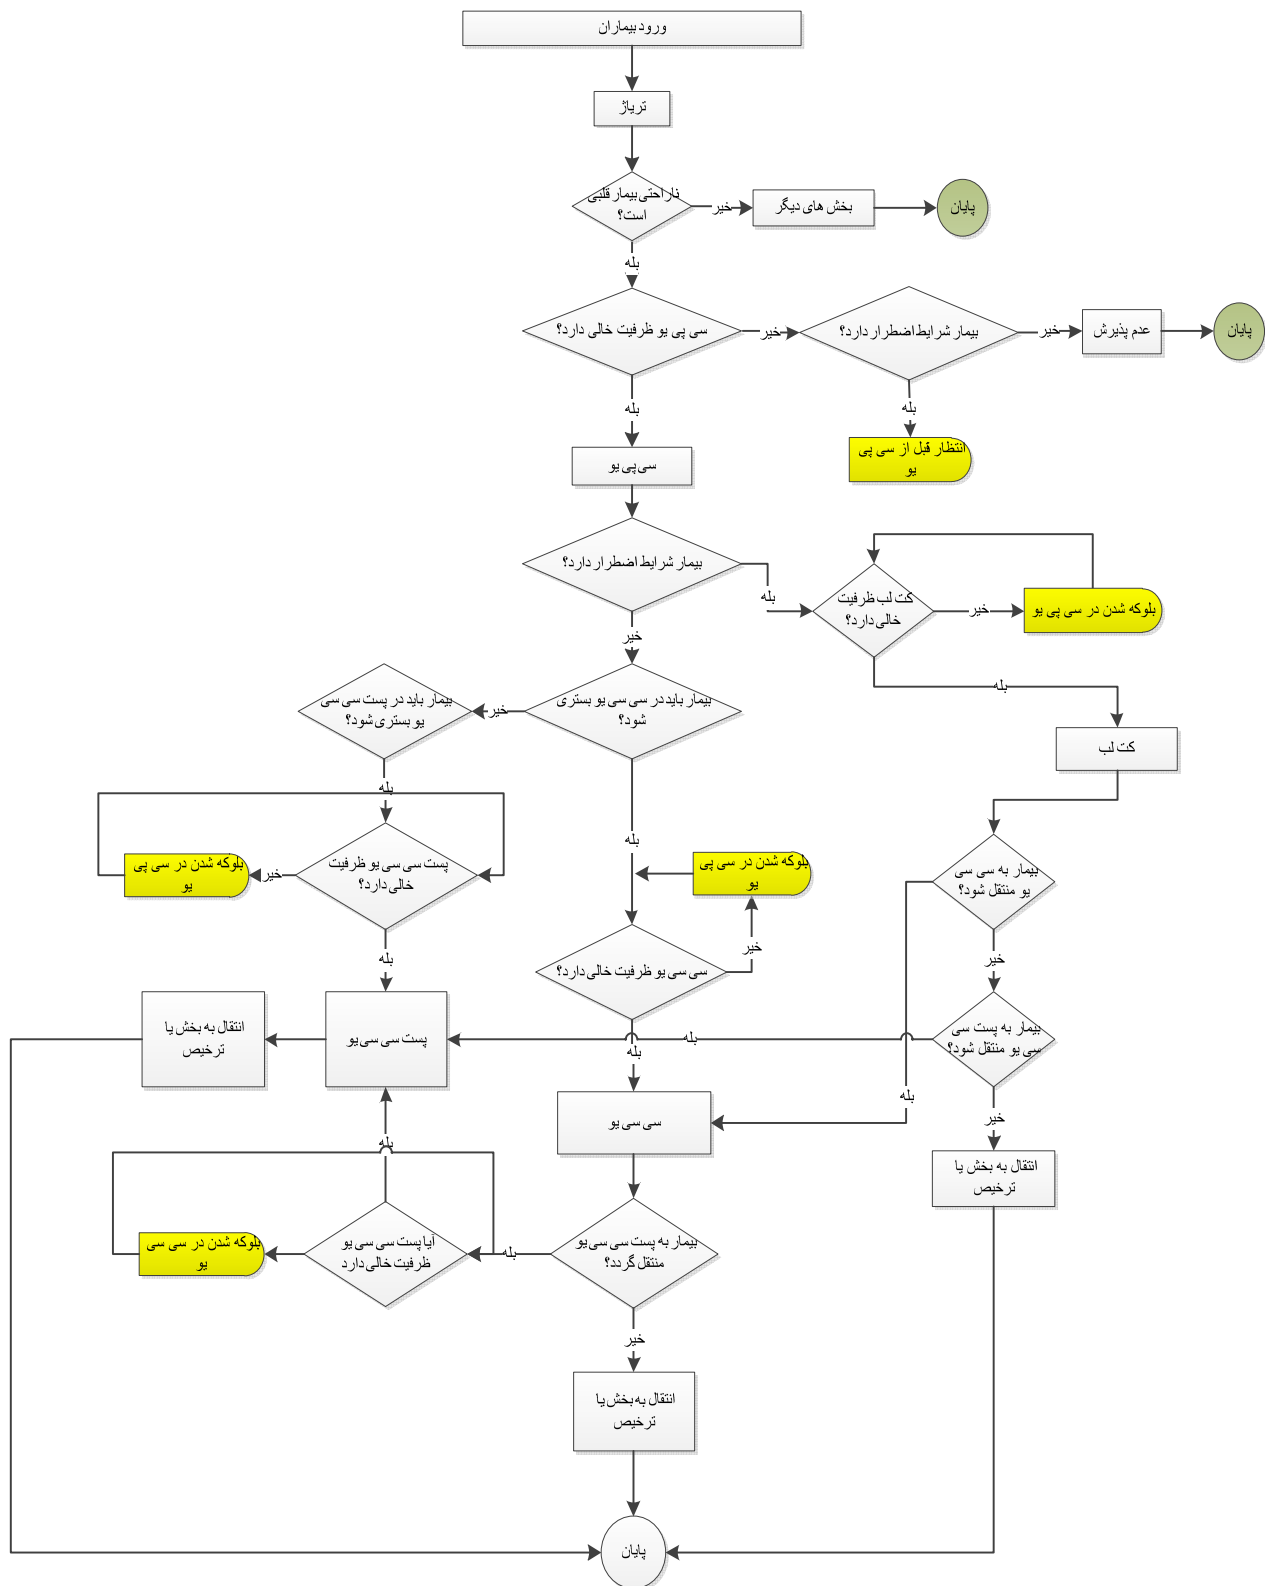 ورود بیماران
تریاژ
ناراحتی بیمار قلبی
است؟
خیر
بخش های دیگر
پایان
بله
سی پی یو ظرفیت خالی دارد؟
خیر
بیمار شرایط اضطرار دارد؟
خیر
عدم پذیرش
پایان
بله
بله
انتظار قبل از سی پی
یو
سی پی یو
بیمار شرایط اضطرار دارد؟
بله
کت لب ظرفیت
خالی دارد؟
خیر
بلوکه شدن در سی پی یو
خیر
بله
بیمار باید در سی سی یو بستری
شود؟
خیر
بیمار باید در پست سی سی
یو بستری شود؟
کت لب
بله
بله
پست سی سی یو ظرفیت
خالی دارد؟
خیر
بلوکه شدن در سی پی
یو
بلوکه شدن در سی پی
یو
بیمار به سی سی
یو منتقل شود؟
خیر
سی سی یو ظرفیت خالی دارد؟
بله
خیر
انتقال به بخش یا
ترخیص
پست سی سی یو
بله
بله
بیمار به پست سی
سی یو منتقل شود؟
بله
خیر
سی سی یو
بله
انتقال به بخش یا
ترخیص
بیمار به پست سی سی یو
منتقل گردد؟
بله
آیا پست سی سی یو
ظرفیت خالی دارد
بلوکه شدن در سی سی
یو
خیر
انتقال به بخش یا
ترخیص
پایان